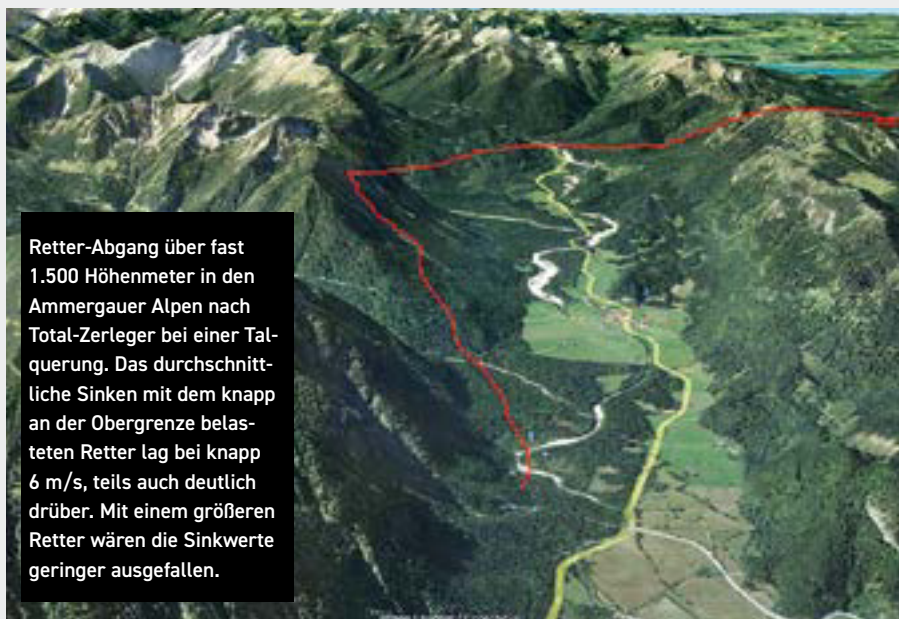 Retter-Abgang über fast
1.500 Höhenmeter in den
Ammergauer Alpen nach
Total-Zerleger bei einer Tal-
querung. Das durchschnitt-
liche Sinken mit dem knapp
an der Obergrenze belas-
teten Retter lag bei knapp
6 m/s, teils auch deutlich
drüber. Mit einem größeren
Retter wären die Sinkwerte
geringer ausgefallen.